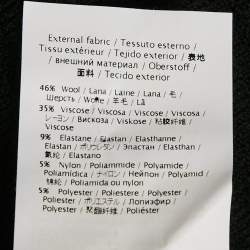 External fabric / Tessuto esterno /
Tissu extérieur / Tejido exterior / 表地
/ внешний материал / Oberstoff /
面料 / Tecido exterior
46% Wool / Lana / Laine / Lana / 毛 /
Шерсть / Wolle / 羊毛 / Lã
35% Viscose / Viscosa / Viscose / Viscosa /
レーヨン / Вискоза / Viskose / 粘胶纤维 /
Viscose
9% Elastane / Elastan / Elasthanne /
Elastan / ポリウレタン / Эластан / Elasthan /
氨纶 / Elastano
5% Nylon / Poliammide / Polyamide /
Poliamídica / ナイロン / Нейлон / Polyamid /
锦纶 / Poliamida ou nylon
5% Polyester / Poliestere / Polyester /
Poliéster / ポリエステル / Полиэфир /
Polyester / 聚酯纤维 / Poliéster